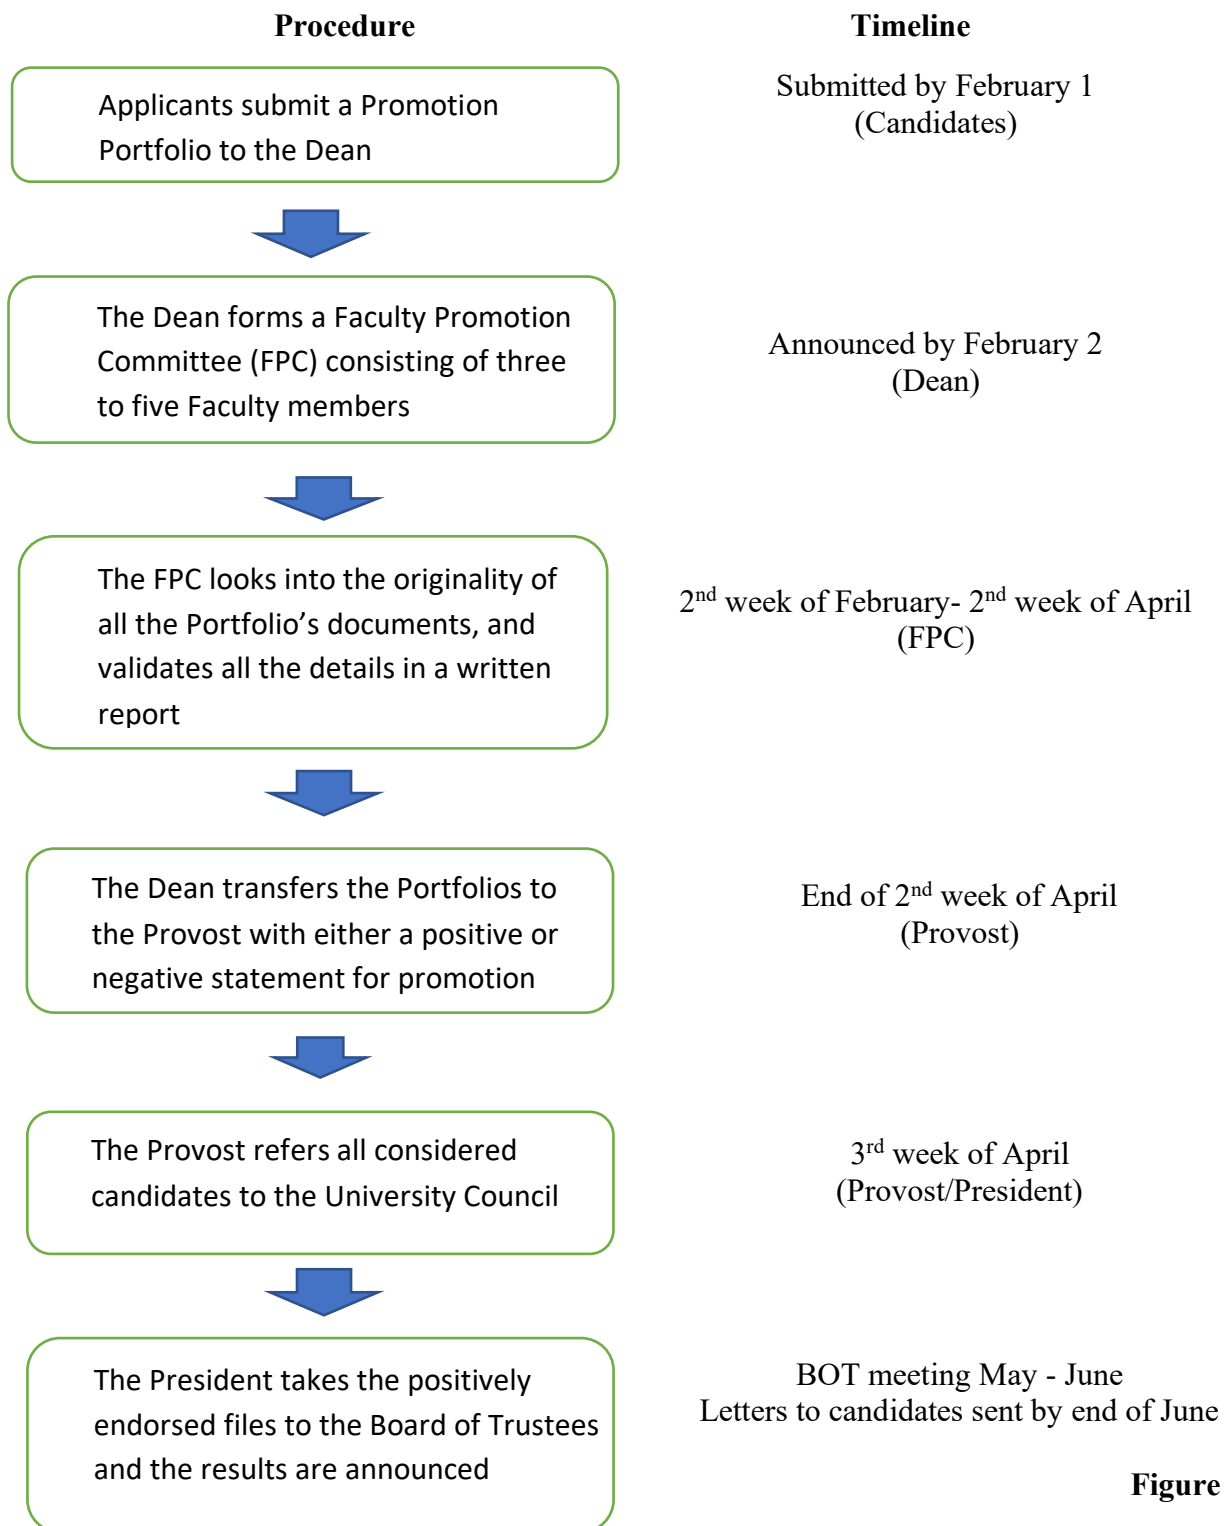 Procedure
Timeline
Applicants submit a Promotion
Portfolio to the Dean
Submitted by February 1
(Candidates)
The Dean forms a Faculty Promotion
Committee (FPC) consisting of three
to five Faculty members
Announced by February 2
(Dean)
The FPC looks into the originality of
all the Portfolio’s documents, and
validates all the details in a written
report
2nd week of February- 2nd week of April
(FPC)
The Dean transfers the Portfolios to
the Provost with either a positive or
negative statement for promotion
End of 2nd week of April
(Provost)
The Provost refers all considered
candidates to the University Council
3rd week of April
(Provost/President)
The President takes the positively
endorsed files to the Board of Trustees
and the results are announced
BOT meeting May - June
Letters to candidates sent by end of June
Figure